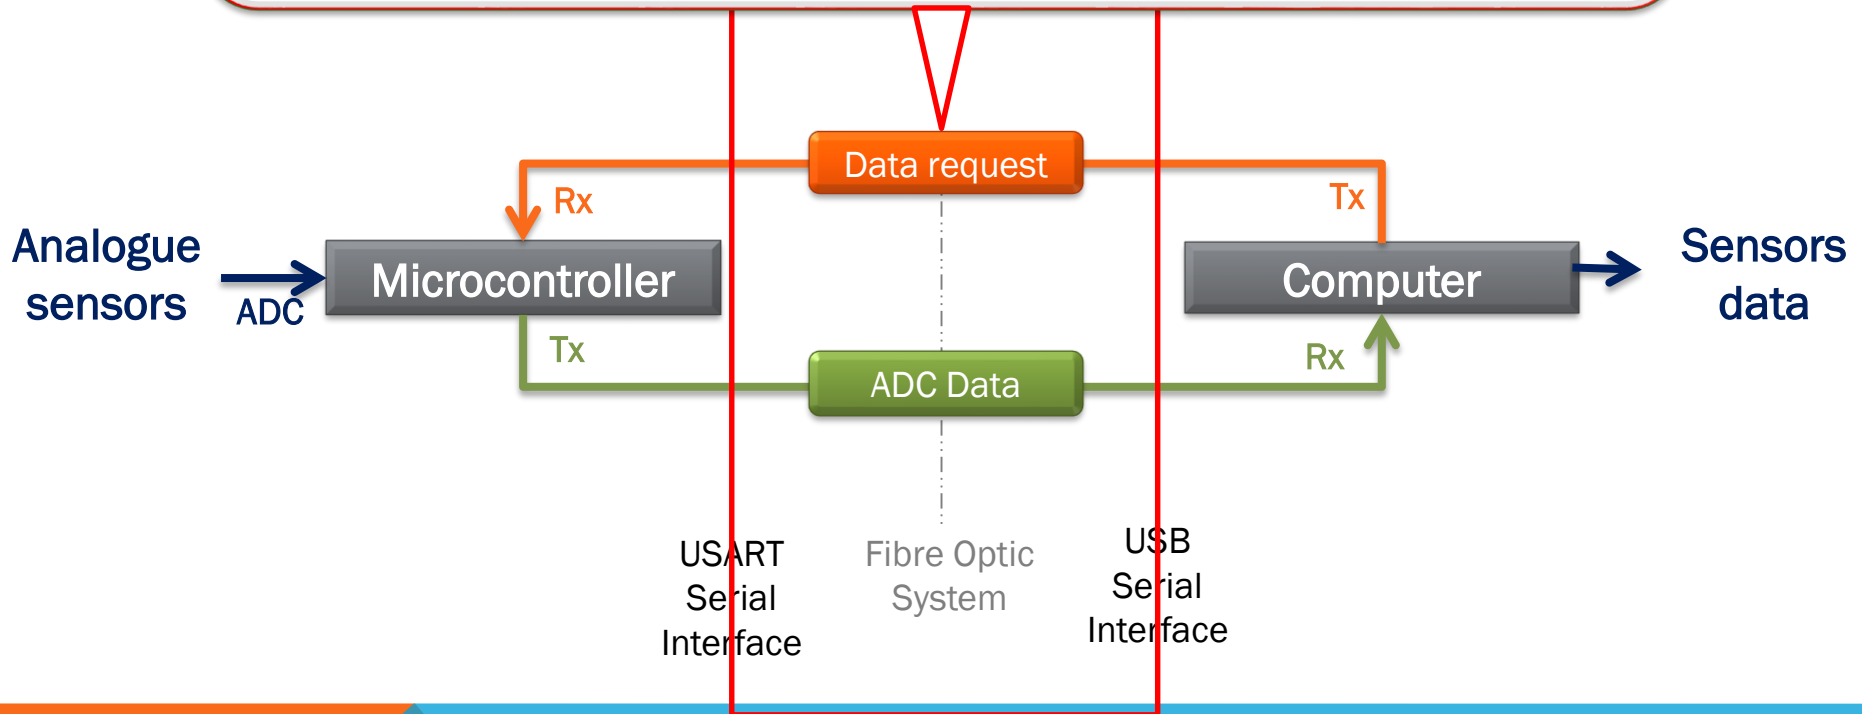 Data request
Rx
Tx
Analogue
sensors
ADC
Microcontroller
Computer
Sensors
data
Tx
Rx
ADC Data
USART
Serial
Interface
Fibre Optic
System
USB
Serial
Interface